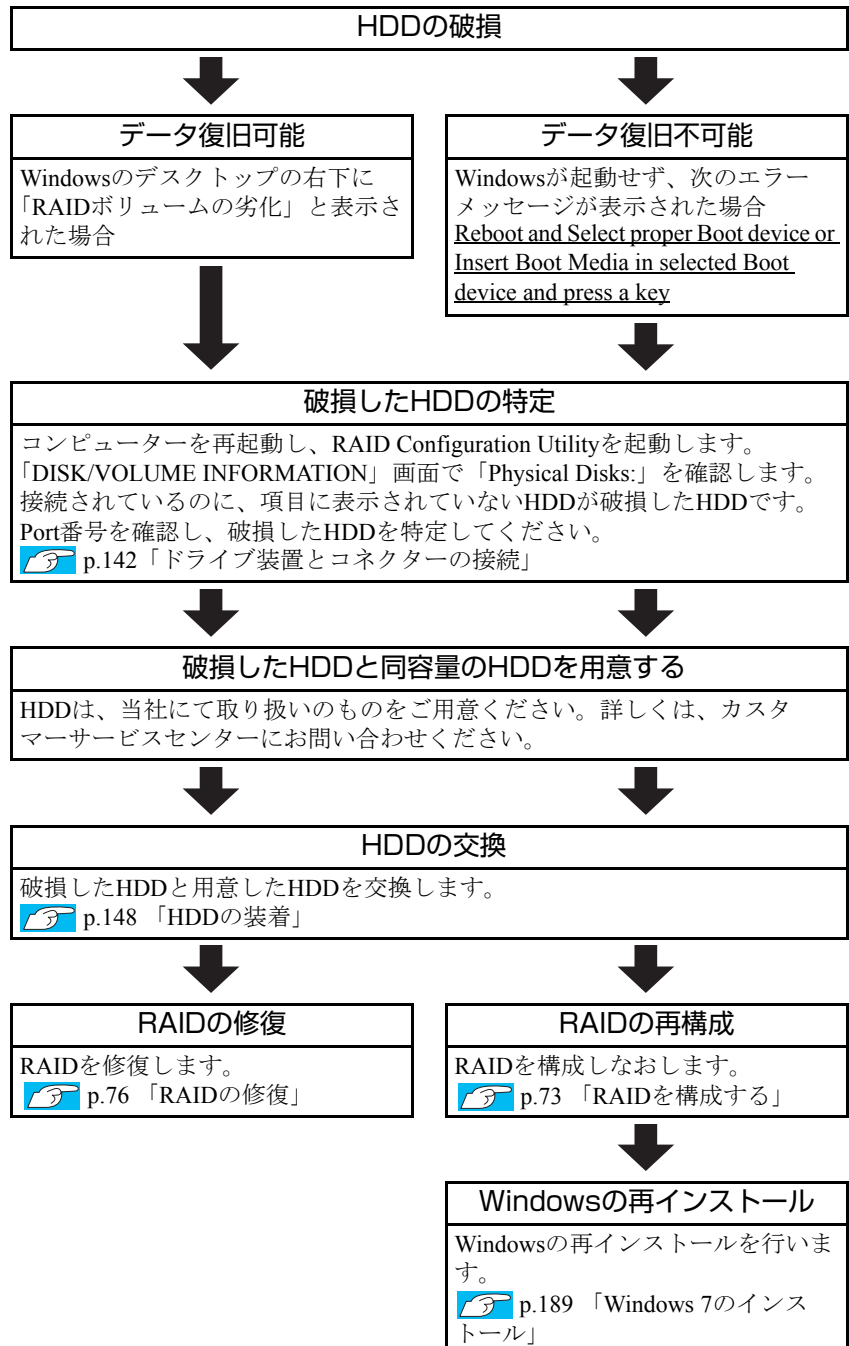 HDDの破損
データ復旧可能
Windowsのデスクトップの右下に
「RAIDボリュームの劣化」と表示さ
れた場合
データ復旧不可能
Windowsが起動せず、次のエラー
メッセージが表示された場合
Reboot and Select proper Boot device or
Insert Boot Media in selected Boot
device and press a key
破損したHDDの特定
コンピューターを再起動し、RAID Configuration Utilityを起動します。
「DISK/VOLUME INFORMATION」画面で「Physical Disks:」を確認します。
接続されているのに、項目に表示されていないHDDが破損したHDDです。
Port番号を確認し、破損したHDDを特定してください。
p.142「ドライブ装置とコネクターの接続」
破損したHDDと同容量のHDDを用意する
HDDは、当社にて取り扱いのものをご用意ください。詳しくは、カスタ
マーサービスセンターにお問い合わせください。
HDDの交換
破損したHDDと用意したHDDを交換します。
p.148 「HDDの装着」
RAIDの修復
RAIDを修復します。
p.76 「RAIDの修復」
RAIDの再構成
RAIDを構成しなおします。
p.73 「RAIDを構成する」
Windowsの再インストール
Windowsの再インストールを行いま
す。
p.189 「Windows 7のインス
トール」